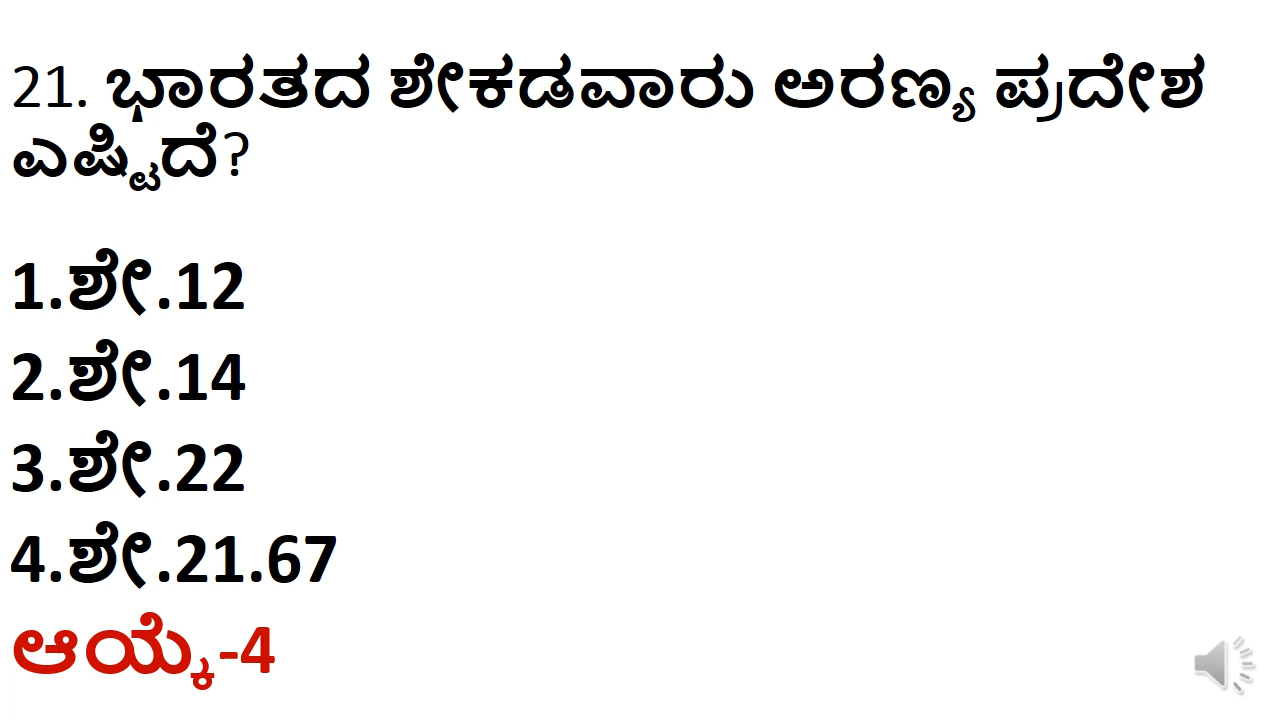 21. ಭಾರತದ ಶೇಕಡವಾರು ಅರಣ್ಯ ಪ್ರದೇಶ
ಎಷ್ಟಿದೆ?
1.ಶೇ.12
2.ಶೇ.14
3.ಶೇ.22
4.ಶೇ.21.67
ಆಯ್ಕೆ-4